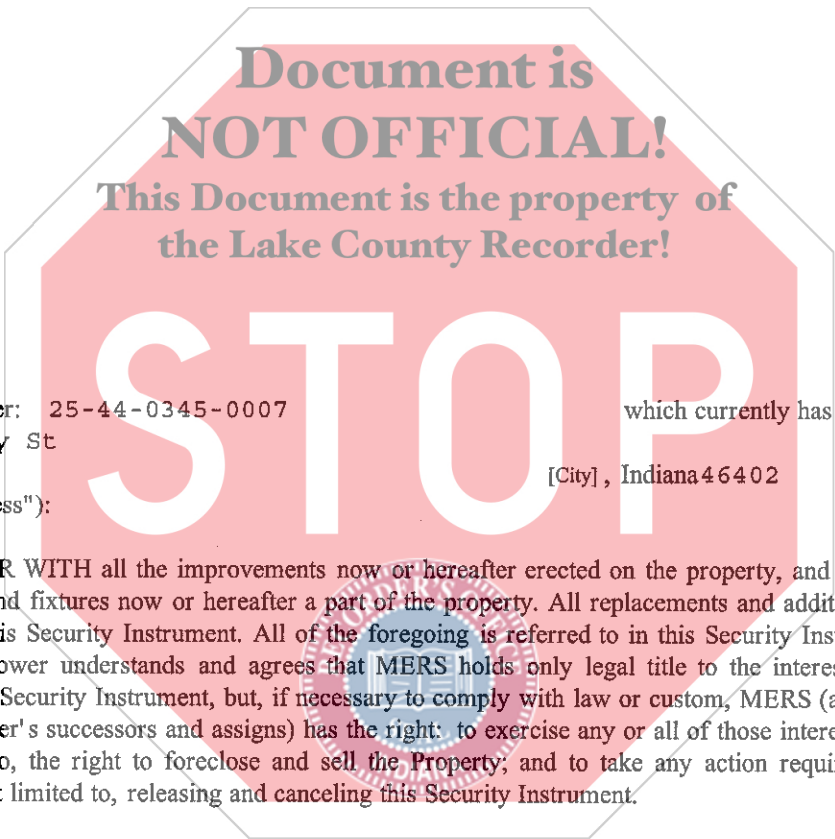 Document is
NOT OFFICIAL!
This Document is the property of
the Lake County Recorder!
STOP
er: 25-44-0345-0007 which currently has
y St
[City] , Indiana46402
ess"):
R WITH all the improvements now or hereafter erected on the property, and
nd fixtures now or hereafter a part of the property. All replacements and addit
is Security Instrument. All of the foregoing is referred to in this Security Ins
ower understands and agrees that MERS holds only legal title to the interes
Security Instrument, but, if necessary to comply with law or custom, MERS (a
er's successors and assigns) has the right: to exercise any or all of those intere
o, the right to foreclose and sell the Property; and to take any action requi
t limited to, releasing and canceling this Security Instrument.